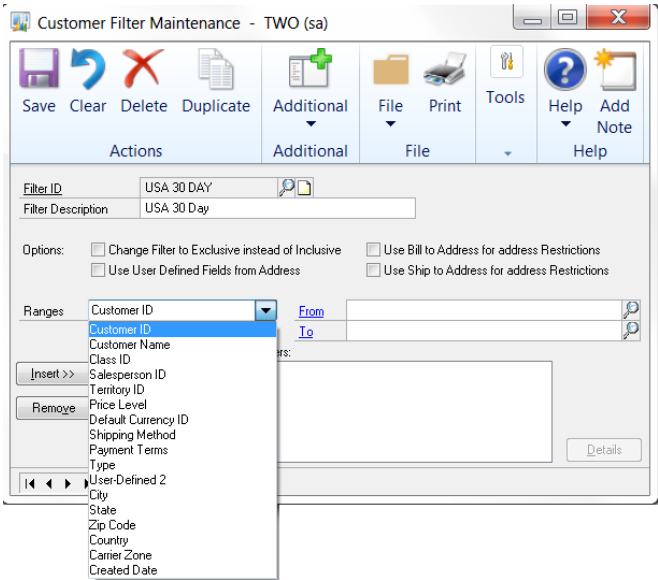 Customer Filter Maintenance - TWO (sa)
Save Clear Delete Duplicate Additional File Print Tools Help Add Note
Actions Additional File Help
Filter ID USA 30 DAY
Filter Description USA 30 Day
Options: Change Filter to Exclusive instead of Inclusive Use Bill to Address for address Restrictions
Use User Defined Fields from Address Use Ship to Address for address Restrictions
Ranges Customer ID From
To
Customer ID
Customer Name
Class ID
Salesperson ID
Territory ID
Price Level
Default Currency ID
Shipping Method
Payment Terms
Type
User-Defined 2
City
State
Zip Code
Country
Carrier Zone
Created Date
Insert >>
Remove
Details